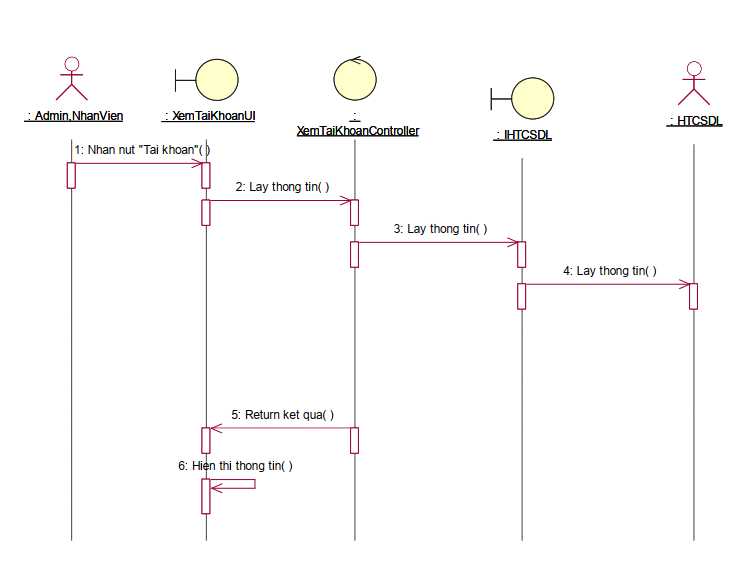 : Admin,NhanVien
: XemTaiKhoanUI
:
XemTaiKhoanController
: IHTCSDL
: HTCSDL
1: Nhan nut "Tai khoan"( )
2: Lay thong tin( )
3: Lay thong tin( )
4: Lay thong tin( )
5: Return ket qua( )
6: Hien thi thong tin( )